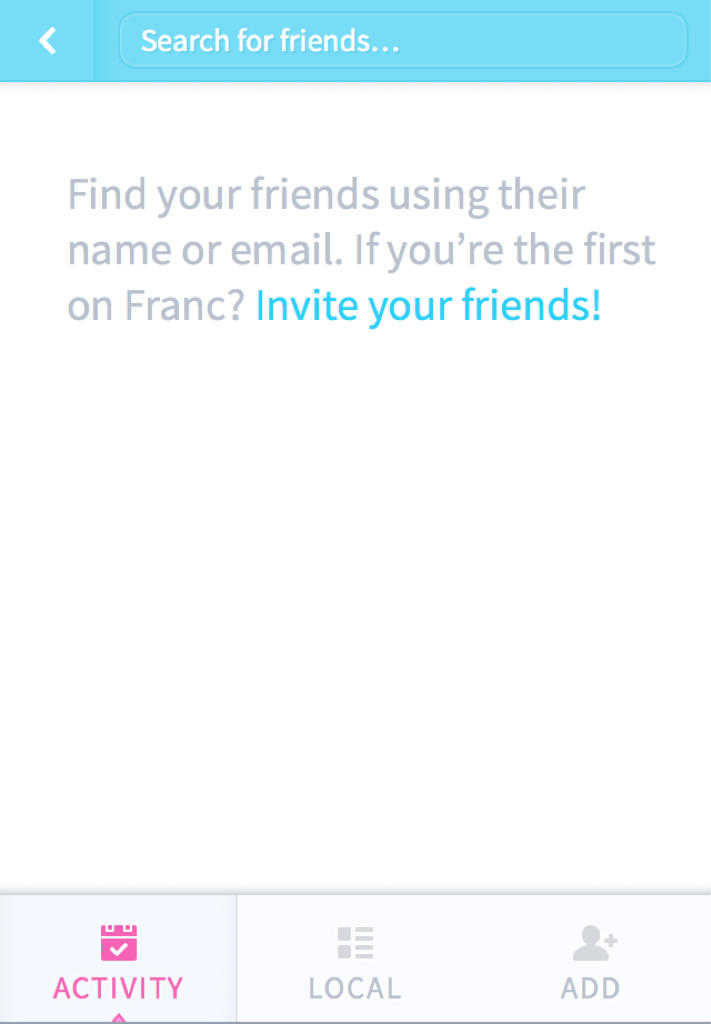 Search for friends...
Find your friends using their
name or email. If you’re the first
on Franc? Invite your friends!
ACTIVITY
LOCAL
ADD